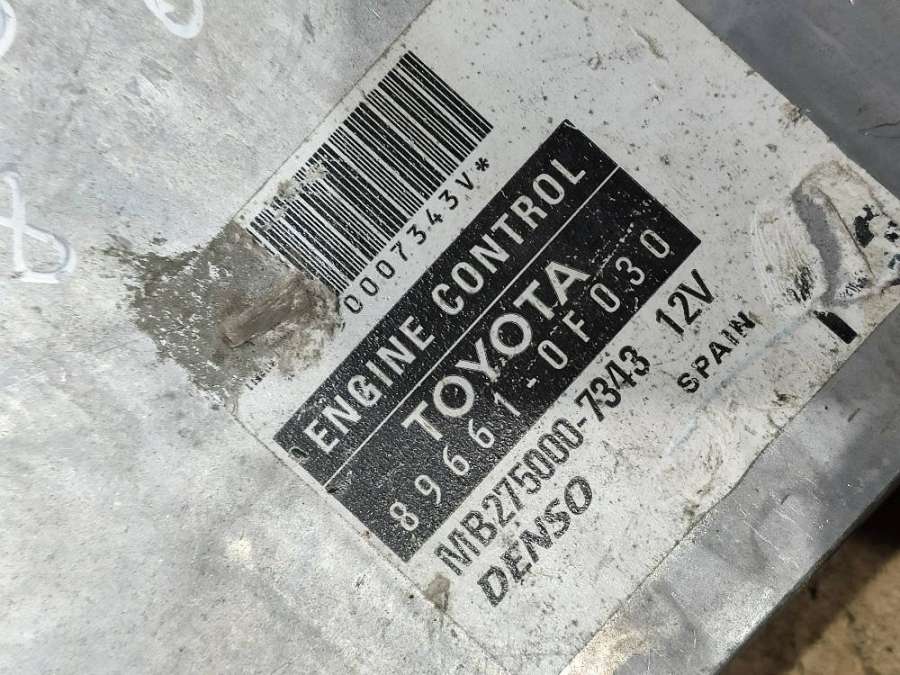 0007343V*
ENGINE CONTROL
TOYOTA
89661-0F030
MB275000-7343 12V
DENSO SPAIN